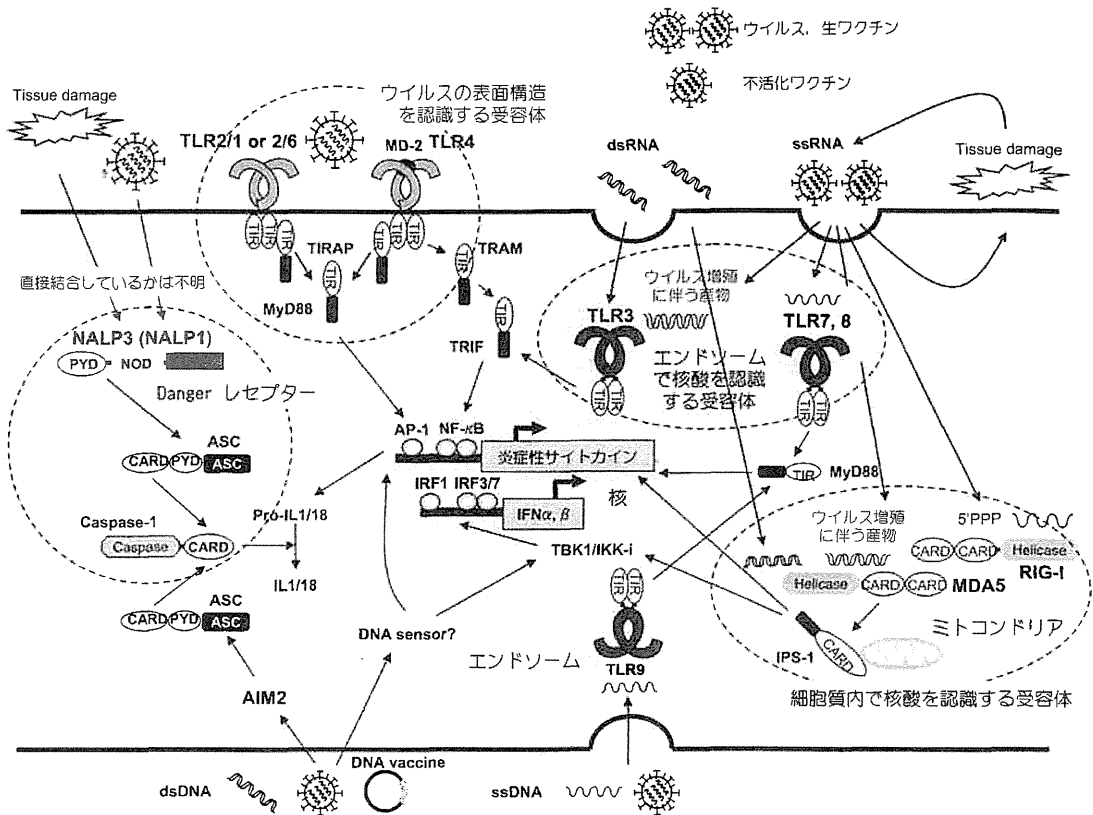 ウイルス，生ワクチン
不活化ワクチン
Tissue damage
ウイルスの表面構造
を認識する受容体
TLR2/1 or 2/6
MD-2 TLR4
dsRNA
ssRNA
Tissue damage
TIR
TIR
TIR
TIR
TIR
TIR
TIRAP
TIR
MyD88
TRAM
TIR
TIR
TRIF
直接結合しているかは不明
NALP3 (NALP1)
PYD
NOD
Danger レセプター
ウイルス増殖
に伴う産物
TLR3
TLR7, 8
エンドソーム
で核酸を認識
する受容体
TIR
TIR
TIR
TIR
ASC
CARD
PYD
ASC
AP-1
NF-κB
炎症性サイトカイン
TIR
MyD88
IRF1
IRF3/7
IFNα, β
核
Caspase-1
Caspase
CARD
Pro-IL1/18
IL1/18
TBK1/IKK-i
ウイルス増殖
に伴う産物
5'PPP
CARD
CARD
Helicase
RIG-I
Helicase
CARD
CARD
MDA5
ミトコンドリア
IPS-1
CARD
細胞質内で核酸を認識する受容体
ASC
CARD
PYD
ASC
DNA sensor?
エンドソーム
TIR
TIR
TLR9
AIM2
DNA vaccine
dsDNA
ssDNA